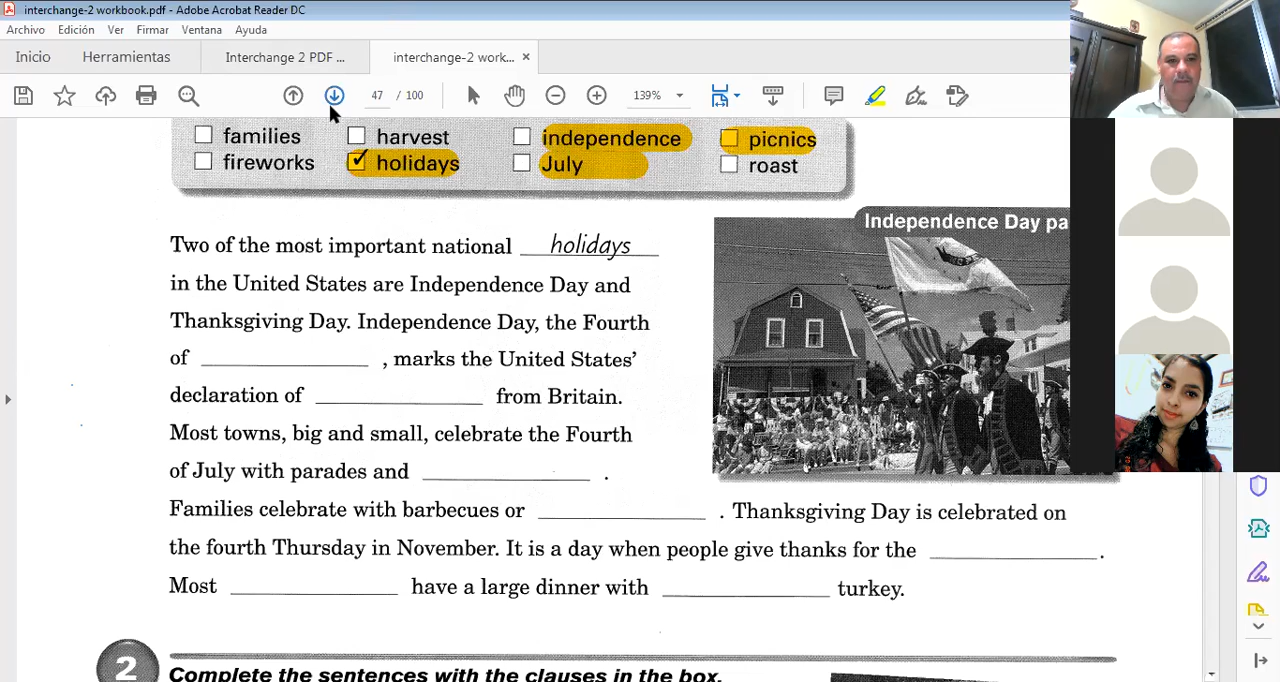 interchange-2 workbook.pdf - Adobe Acrobat Reader DC
Archivo Edición Ver Firmar Ventana Ayuda
Inicio Herramientas Interchange 2 PDF ... interchange-2 work... ×
47 / 100 139%
families harvest independence picnics
fireworks holidays July roast
Independence Day pa
Two of the most important national holidays
in the United States are Independence Day and
Thanksgiving Day. Independence Day, the Fourth
of ____________ , marks the United States’
declaration of ____________ from Britain.
Most towns, big and small, celebrate the Fourth
of July with parades and ____________ .
Families celebrate with barbecues or ____________ . Thanksgiving Day is celebrated on
the fourth Thursday in November. It is a day when people give thanks for the ____________ .
Most ____________ have a large dinner with ____________ turkey.
2 Complete the sentences with the clauses in the box.